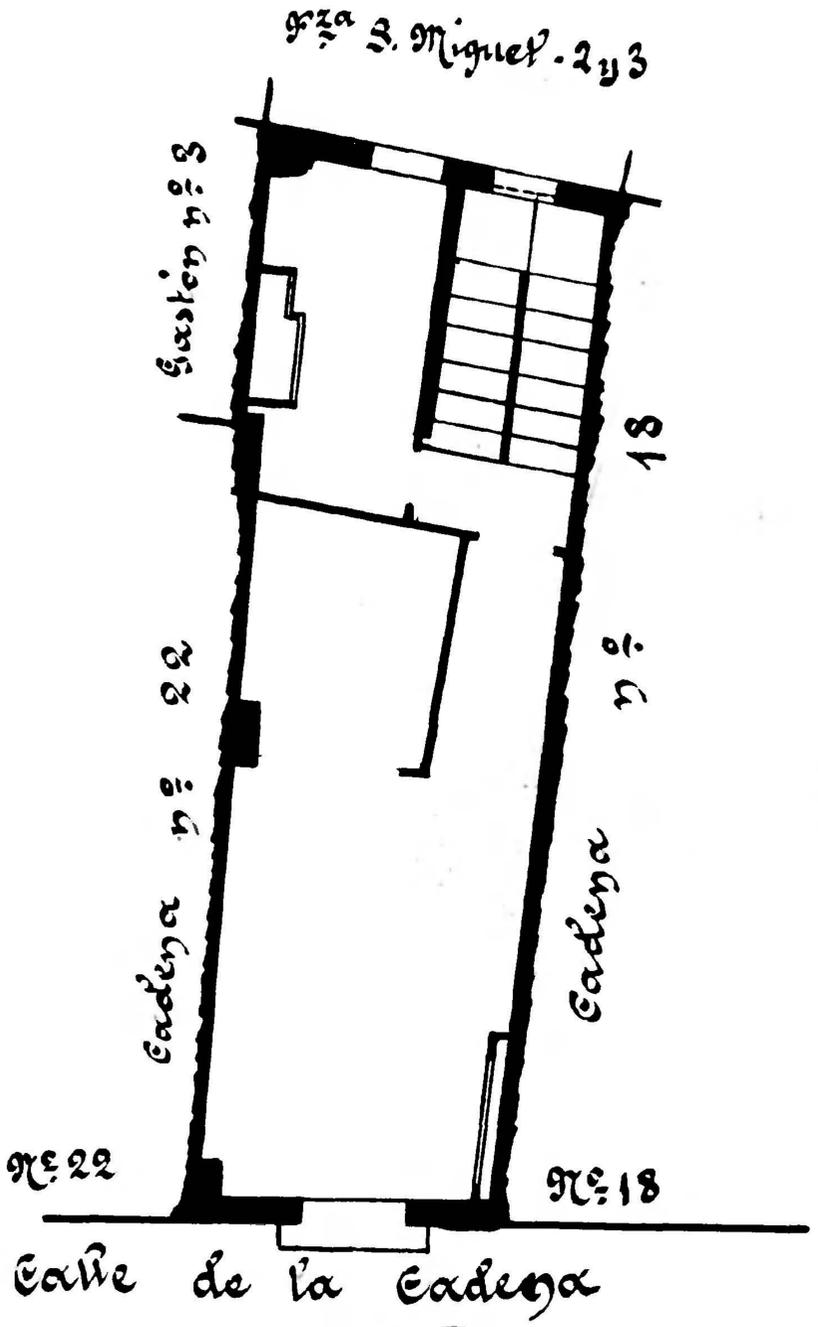 Pza S. Miguel - 2 y 3
Gastón nº 3
Cadena nº 22
Cadena nº 18
Nº 22
Nº 18
Calle de la Cadena